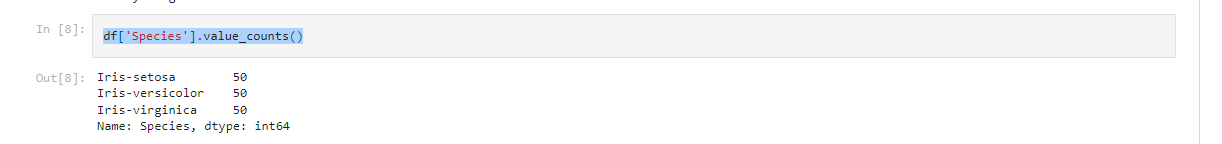 In [8]: df['Species'].value_counts()
Out[8]: Iris-setosa 50
Iris-versicolor 50
Iris-virginica 50
Name: Species, dtype: int64